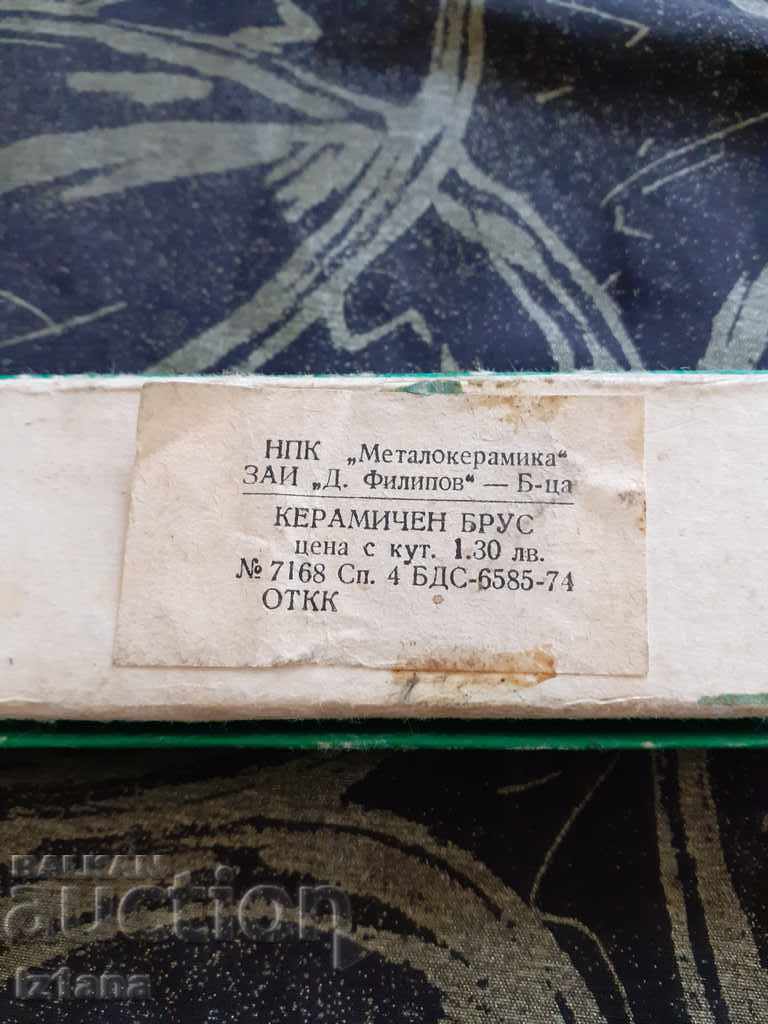 НПК „Металокерамика“
ЗАИ „Д. Филипов“ — Б-ца
КЕРАМИЧЕН БРУС
цена с кут. 1.30 лв.
№ 7168 Сп. 4 БДС-6585-74
ОТКК
BALKAN
auction
iztana